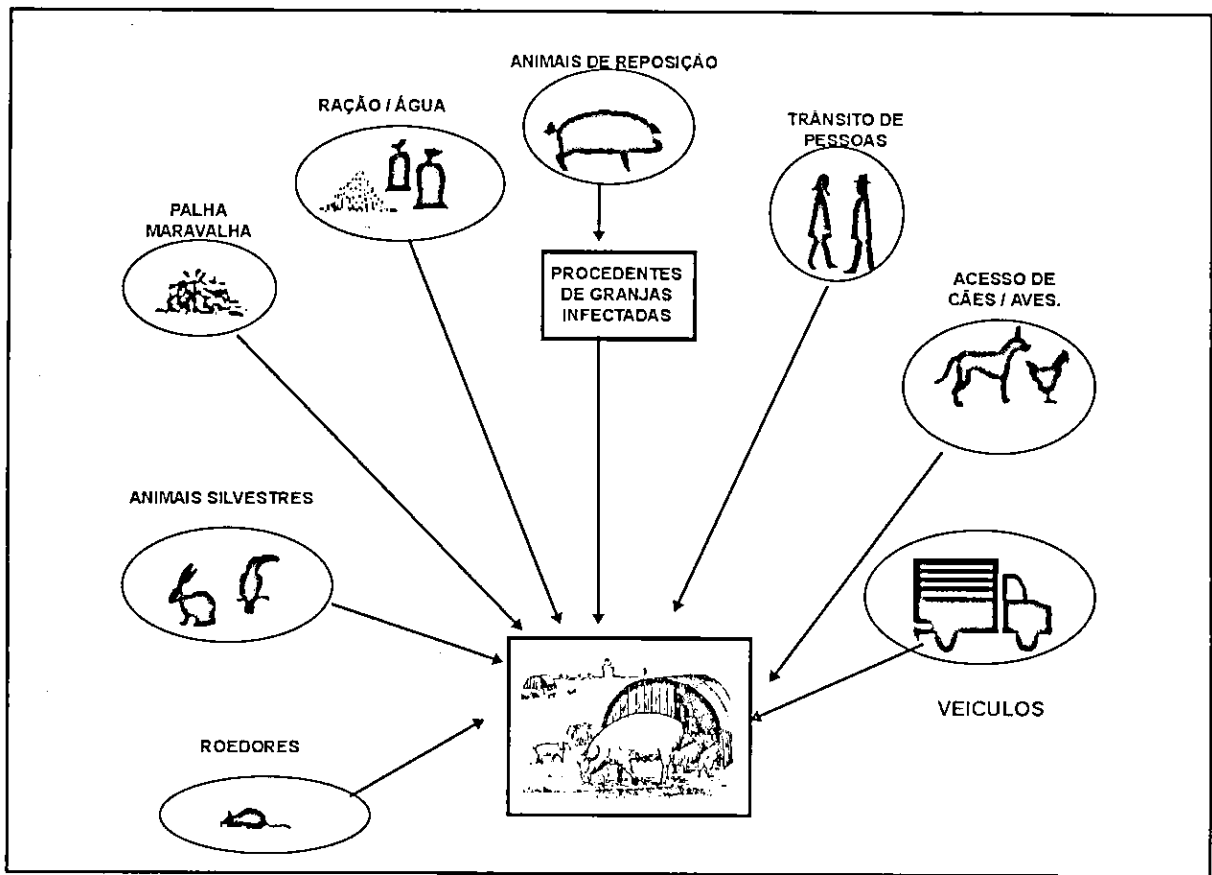 ANIMAIS DE REPOSIÇÃO
RAÇÃO / ÁGUA
TRÂNSITO DE
PESSOAS
PALHA
MARAVALHA
PROCEDENTES
DE GRANJAS
INFECTADAS
ACESSO DE
CÃES / AVES.
ANIMAIS SILVESTRES
VEICULOS
ROEDORES